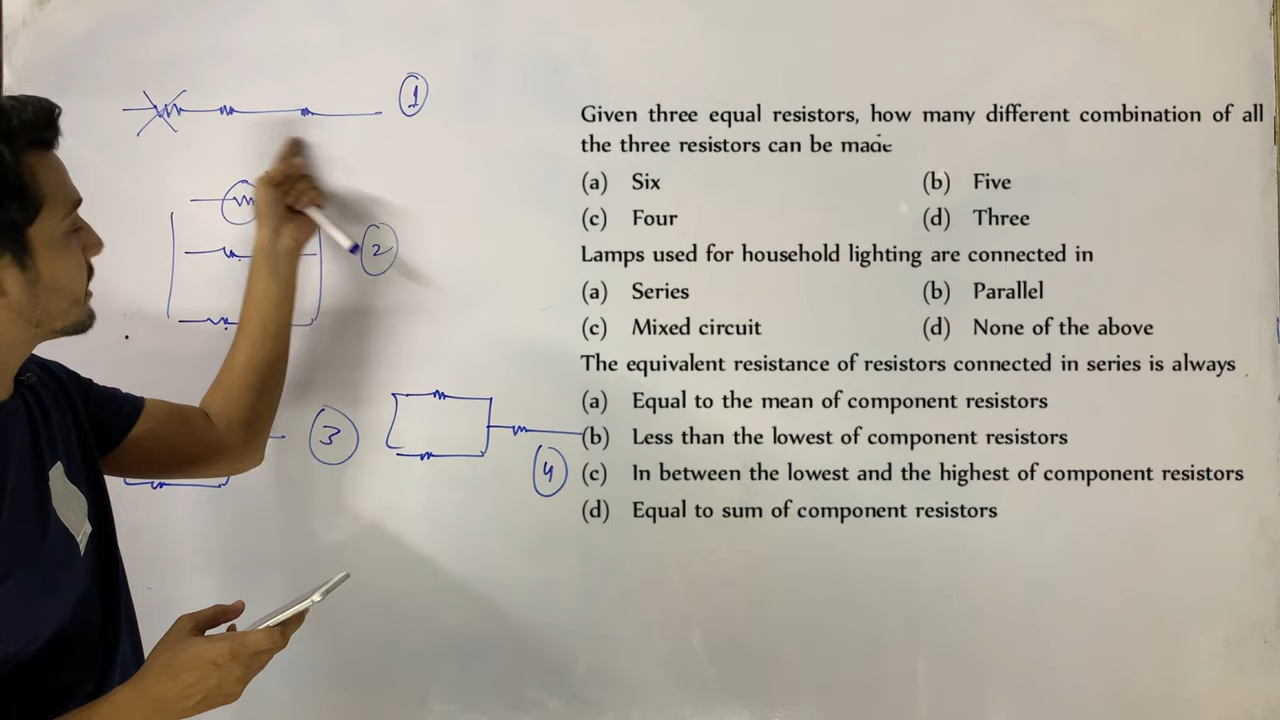 1
2
3
4
Given three equal resistors, how many different combination of all
the three resistors can be made
(a) Six (b) Five
(c) Four (d) Three
Lamps used for household lighting are connected in
(a) Series (b) Parallel
(c) Mixed circuit (d) None of the above
The equivalent resistance of resistors connected in series is always
(a) Equal to the mean of component resistors
(b) Less than the lowest of component resistors
(c) In between the lowest and the highest of component resistors
(d) Equal to sum of component resistors